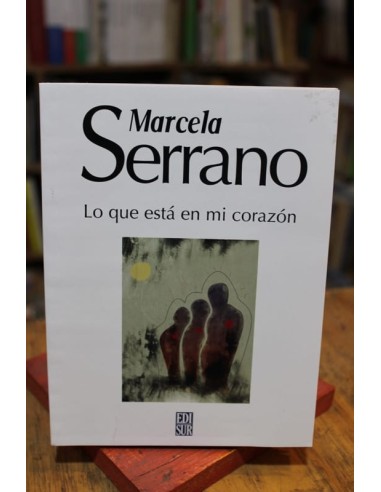 Marcela
Serrano
Lo que está en mi corazón
EDI
SUR